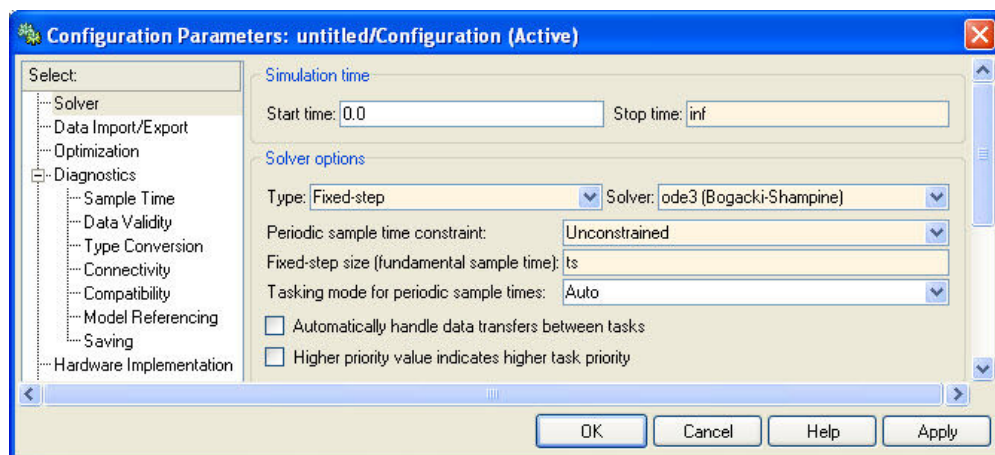 Configuration Parameters: untitled/Configuration (Active)
Select:
Solver
Data Import/Export
Optimization
Diagnostics
Sample Time
Data Validity
Type Conversion
Connectivity
Compatibility
Model Referencing
Saving
Hardware Implementation
Simulation time
Start time: 0.0 Stop time: inf
Solver options
Type: Fixed-step Solver: ode3 (Bogacki-Shampine)
Periodic sample time constraint: Unconstrained
Fixed-step size (fundamental sample time): ts
Tasking mode for periodic sample times: Auto
Automatically handle data transfers between tasks
Higher priority value indicates higher task priority
OK Cancel Help Apply